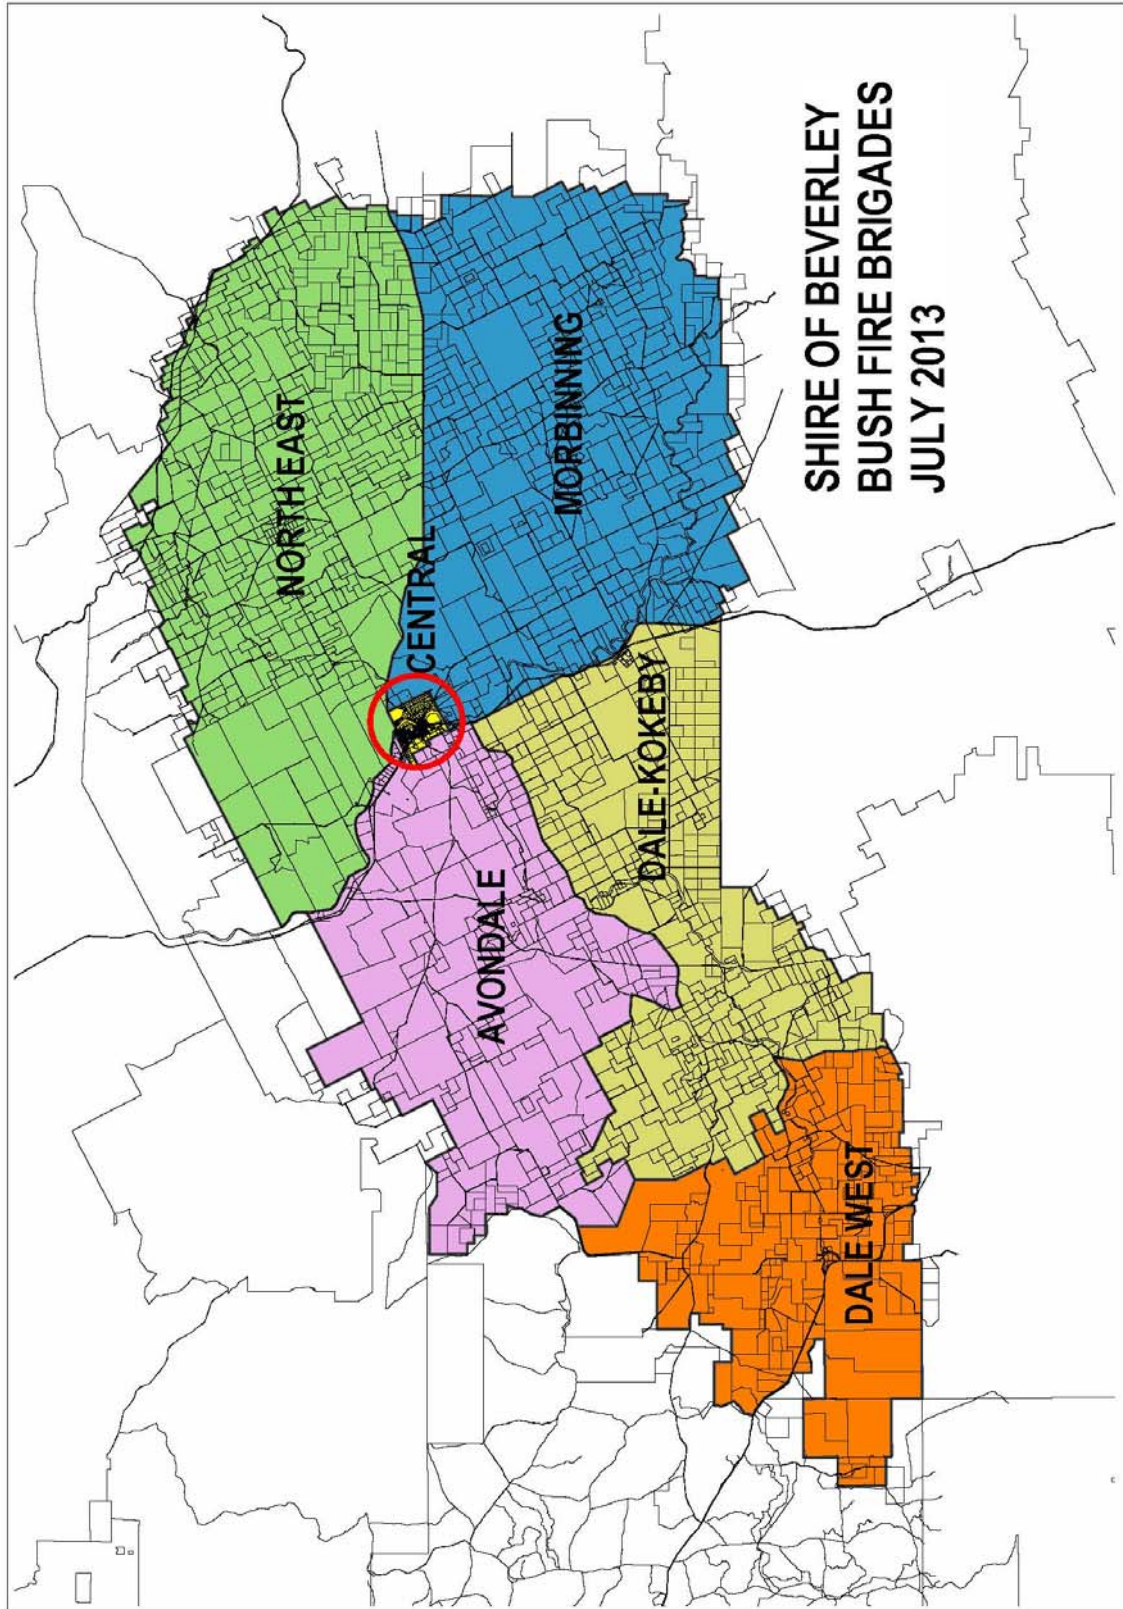 NORTH EAST
CENTRAL
MORBINNING
AVONDALE
DALE-KOKEBY
DALE WEST
SHIRE OF BEVERLEY
BUSH FIRE BRIGADES
JULY 2013